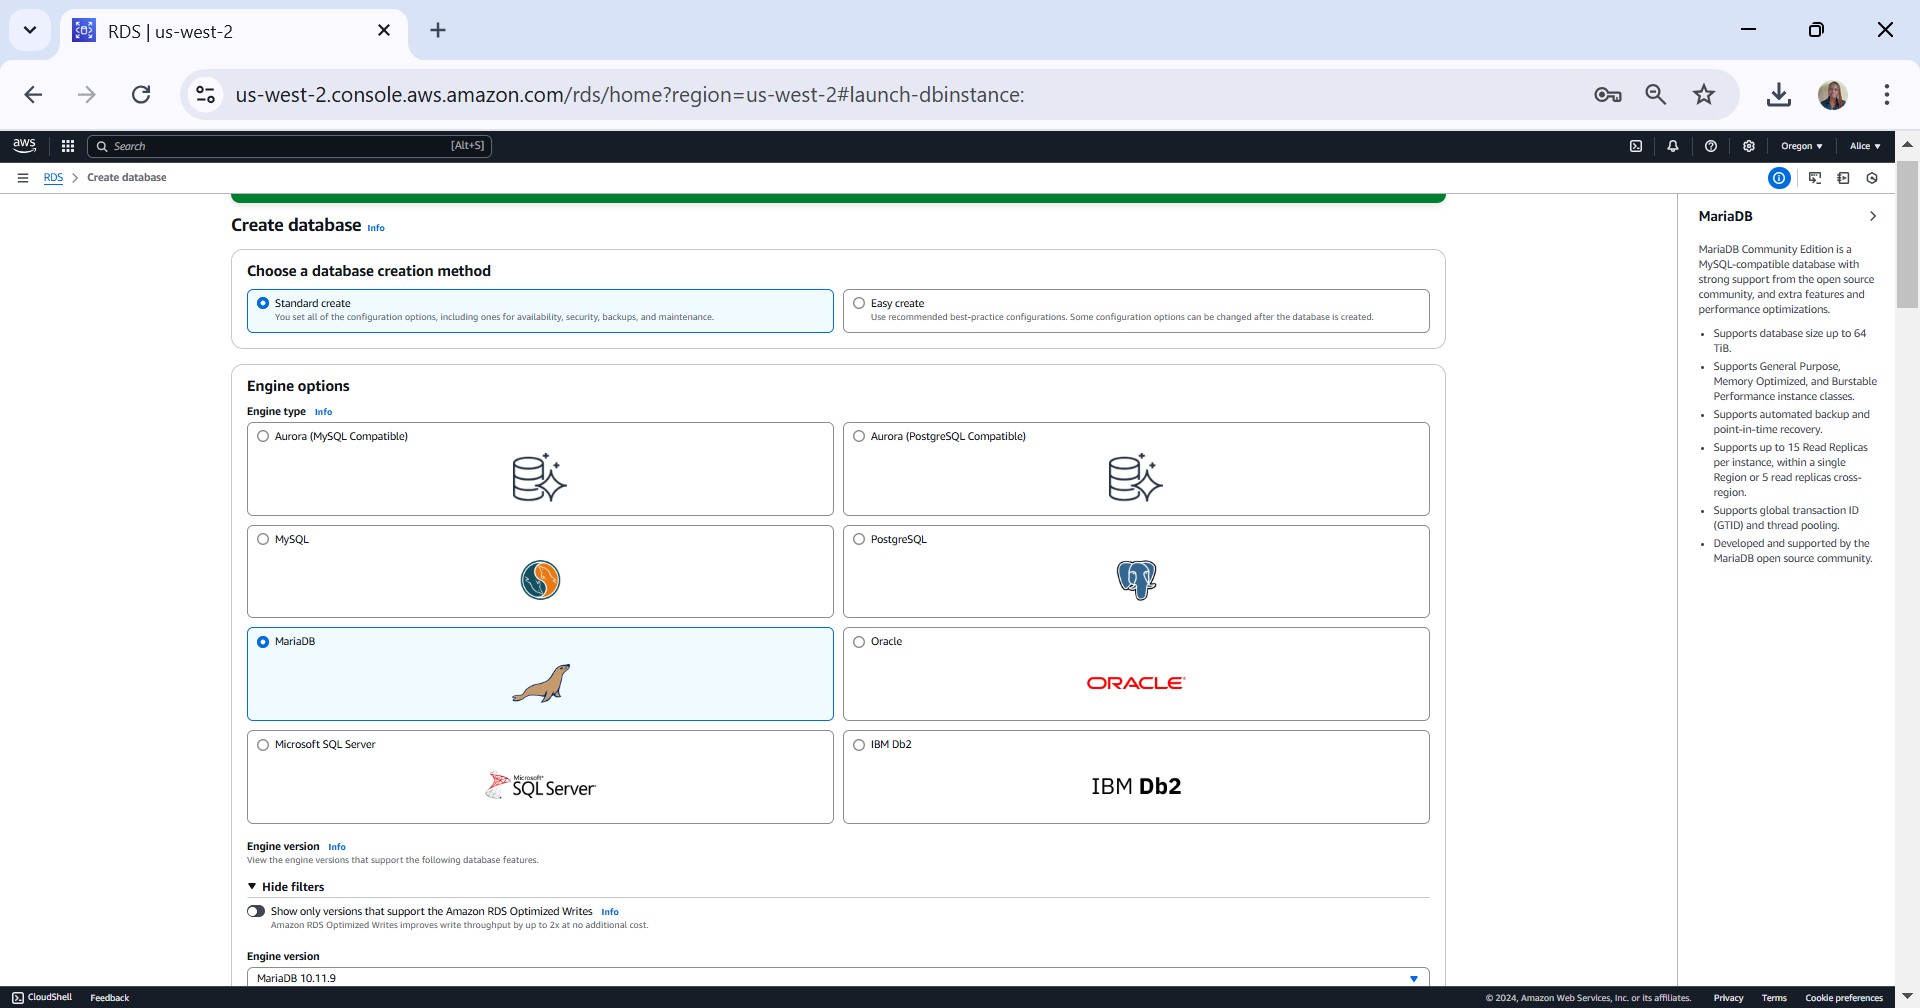 RDS | us-west-2
us-west-2.console.aws.amazon.com/rds/home?region=us-west-2#launch-dbinstance:
aws
Search
[Alt+S]
Oregon
Alice
RDS
Create database
Create database Info
Choose a database creation method
Standard create
You set all of the configuration options, including ones for availability, security, backups, and maintenance.
Easy create
Use recommended best-practice configurations. Some configuration options can be changed after the database is created.
Engine options
Engine type Info
Aurora (MySQL Compatible)
Aurora (PostgreSQL Compatible)
MySQL
PostgreSQL
MariaDB
Oracle
ORACLE
Microsoft SQL Server
Microsoft
SQL Server
IBM Db2
IBM Db2
Engine version Info
View the engine versions that support the following database features.
Hide filters
Show only versions that support the Amazon RDS Optimized Writes Info
Amazon RDS Optimized Writes improves write throughput by up to 2x at no additional cost.
Engine version
MariaDB 10.11.9
MariaDB
MariaDB Community Edition is a
MySQL-compatible database with
strong support from the open source
community, and extra features and
performance optimizations.
• Supports database size up to 64
TiB.
• Supports General Purpose,
Memory Optimized, and Burstable
Performance instance classes.
• Supports automated backup and
point-in-time recovery.
• Supports up to 15 Read Replicas
per instance, within a single
Region or 5 read replicas cross-
region.
• Supports global transaction ID
(GTID) and thread pooling.
• Developed and supported by the
MariaDB open source community.
CloudShell
Feedback
© 2024, Amazon Web Services, Inc. or its affiliates.
Privacy
Terms
Cookie preferences